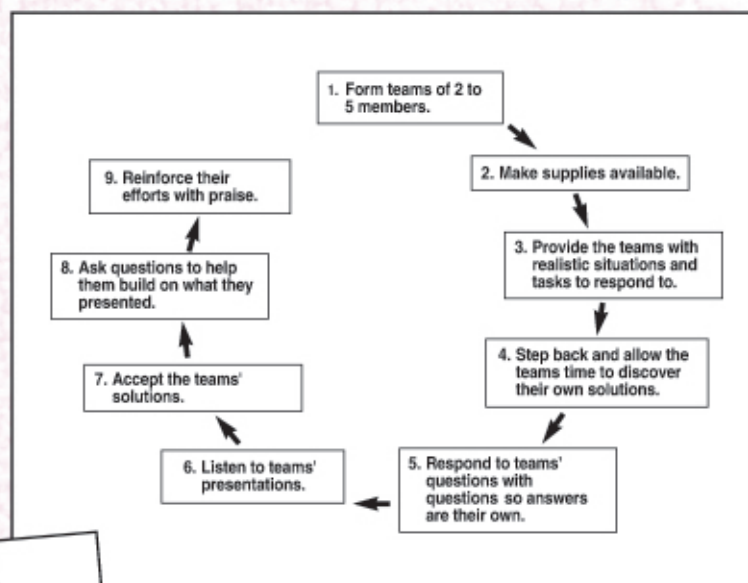 1. Form teams of 2 to
5 members.
2. Make supplies available.
3. Provide the teams with
realistic situations and
tasks to respond to.
4. Step back and allow the
teams time to discover
their own solutions.
5. Respond to teams'
questions with
questions so answers
are their own.
6. Listen to teams'
presentations.
7. Accept the teams'
solutions.
8. Ask questions to help
them build on what they
presented.
9. Reinforce their
efforts with praise.